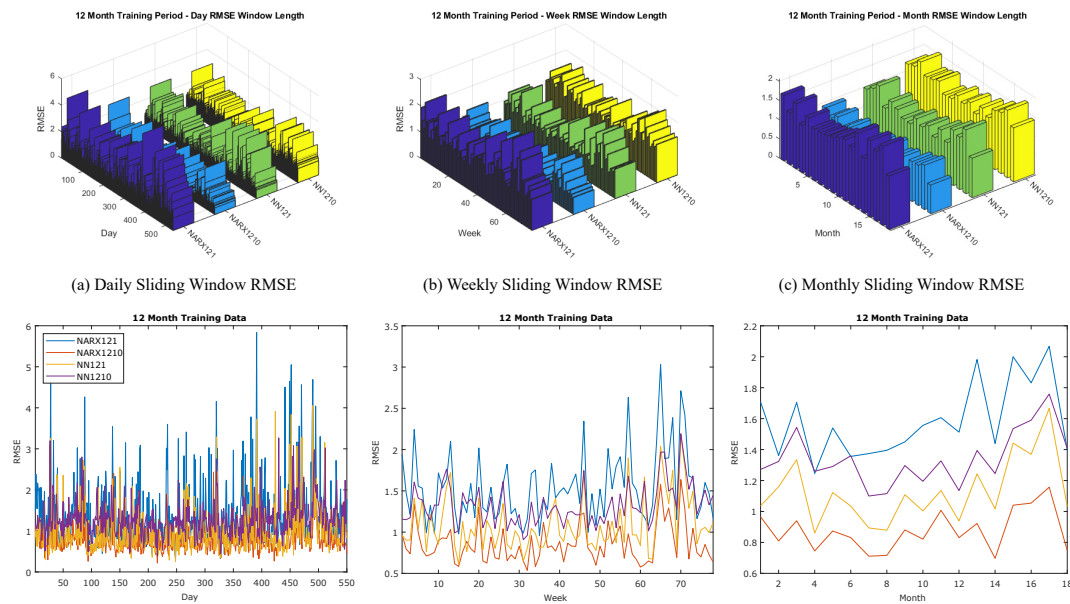 12 Month Training Period - Day RMSE Window Length
6
4
2
0
RMSE
100
200
300
400
500
Day
NARX121
NARX1210
NN121
NN1210
12 Month Training Period - Week RMSE Window Length
3
2
1
0
RMSE
20
40
60
Week
NARX121
NARX1210
NN121
NN1210
12 Month Training Period - Month RMSE Window Length
2
1.5
1
0.5
0
RMSE
5
10
15
Month
NARX121
NARX1210
NN121
NN1210
(a) Daily Sliding Window RMSE
(b) Weekly Sliding Window RMSE
(c) Monthly Sliding Window RMSE
12 Month Training Data
NARX121
NARX1210
NN121
NN1210
6
5
4
3
2
1
0
RMSE
50 100 150 200 250 300 350 400 450 500 550
Day
12 Month Training Data
3.5
3
2.5
2
1.5
1
0.5
RMSE
10 20 30 40 50 60 70
Week
12 Month Training Data
2.2
2
1.8
1.6
1.4
1.2
1
0.8
0.6
RMSE
2 4 6 8 10 12 14 16 18
Month